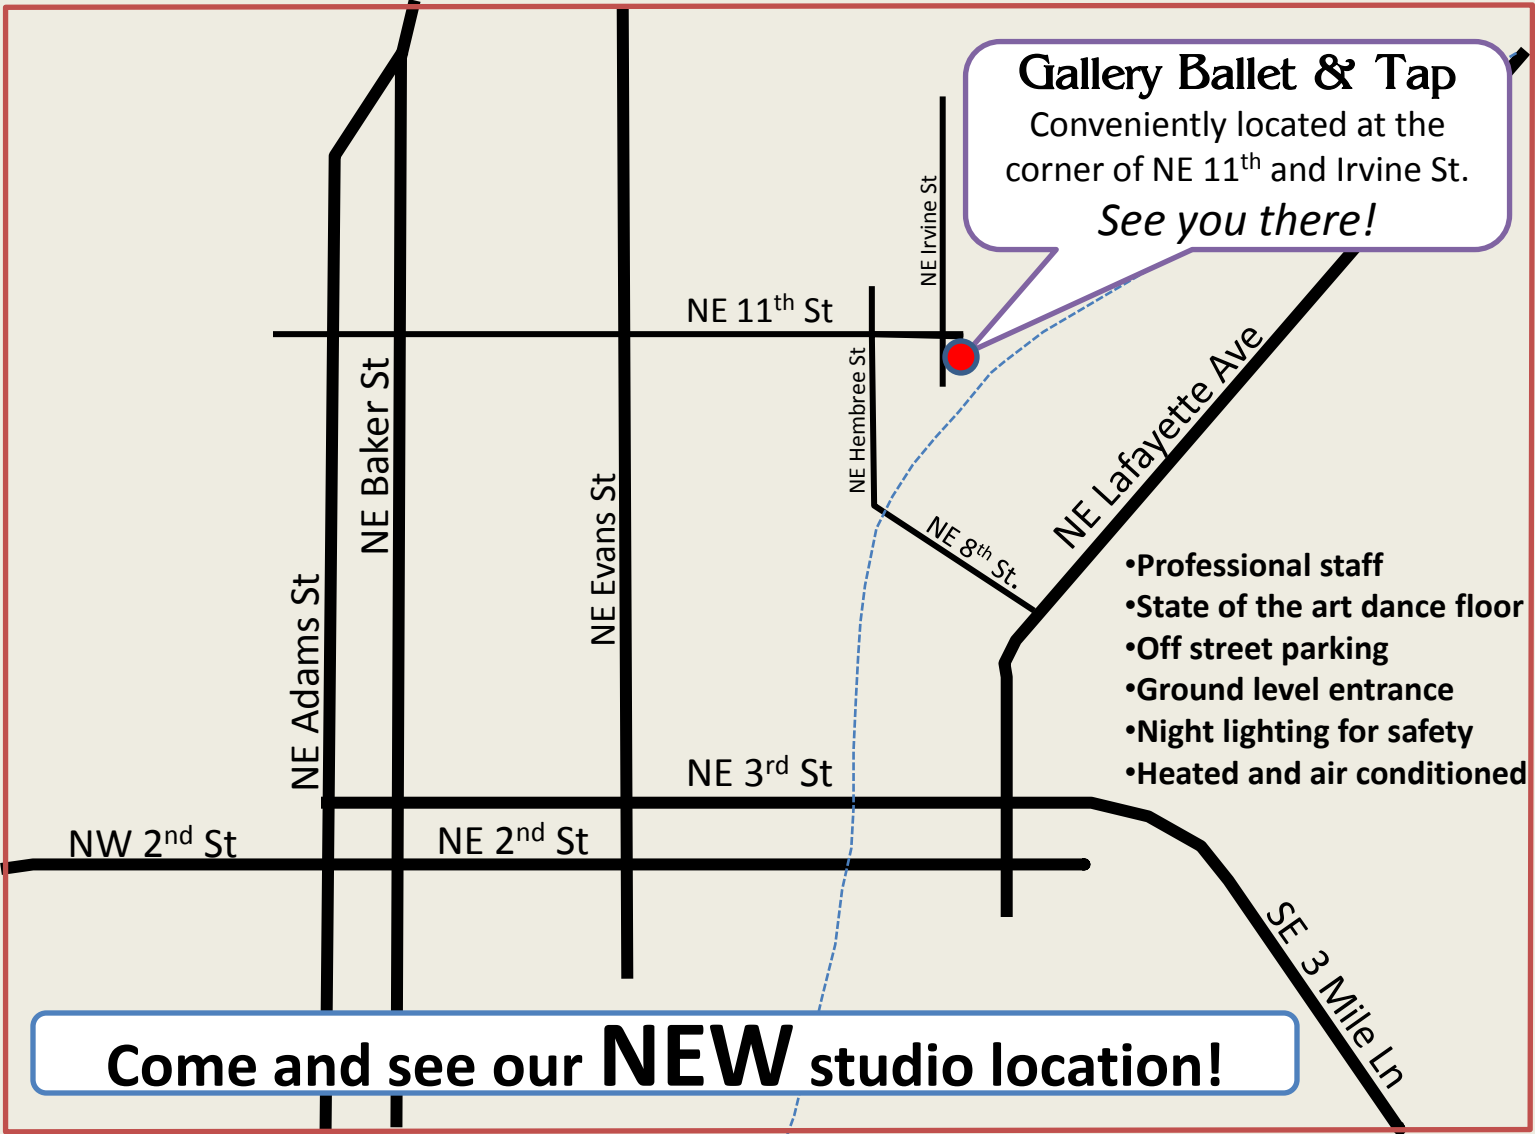 Gallery Ballet & Tap
Conveniently located at the
corner of NE 11th and Irvine St.
See you there!
NE Irvine St
NE 11th St
NE Hembree St
NE Baker St
NE Lafayette Ave
NE Evans St
NE 8th St.
NE Adams St
•Professional staff
•State of the art dance floor
•Off street parking
•Ground level entrance
•Night lighting for safety
•Heated and air conditioned
NE 3rd St
NW 2nd St
NE 2nd St
SE 3 Mile Ln
Come and see our NEW studio location!